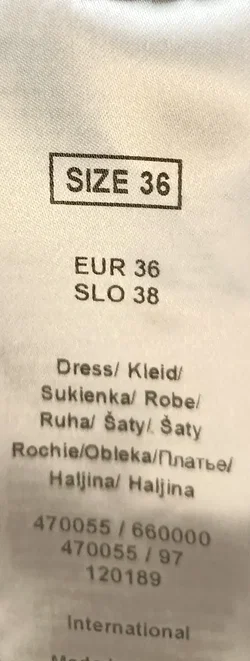 SIZE 36
EUR 36
SLO 38
Dress/ Kleid/
Sukienka/ Robe/
Ruha/ Šaty/ Šaty
Rochie/Obleka/Платье/
Haljina/ Haljina
470055 / 660000
470055 / 97
120189
International